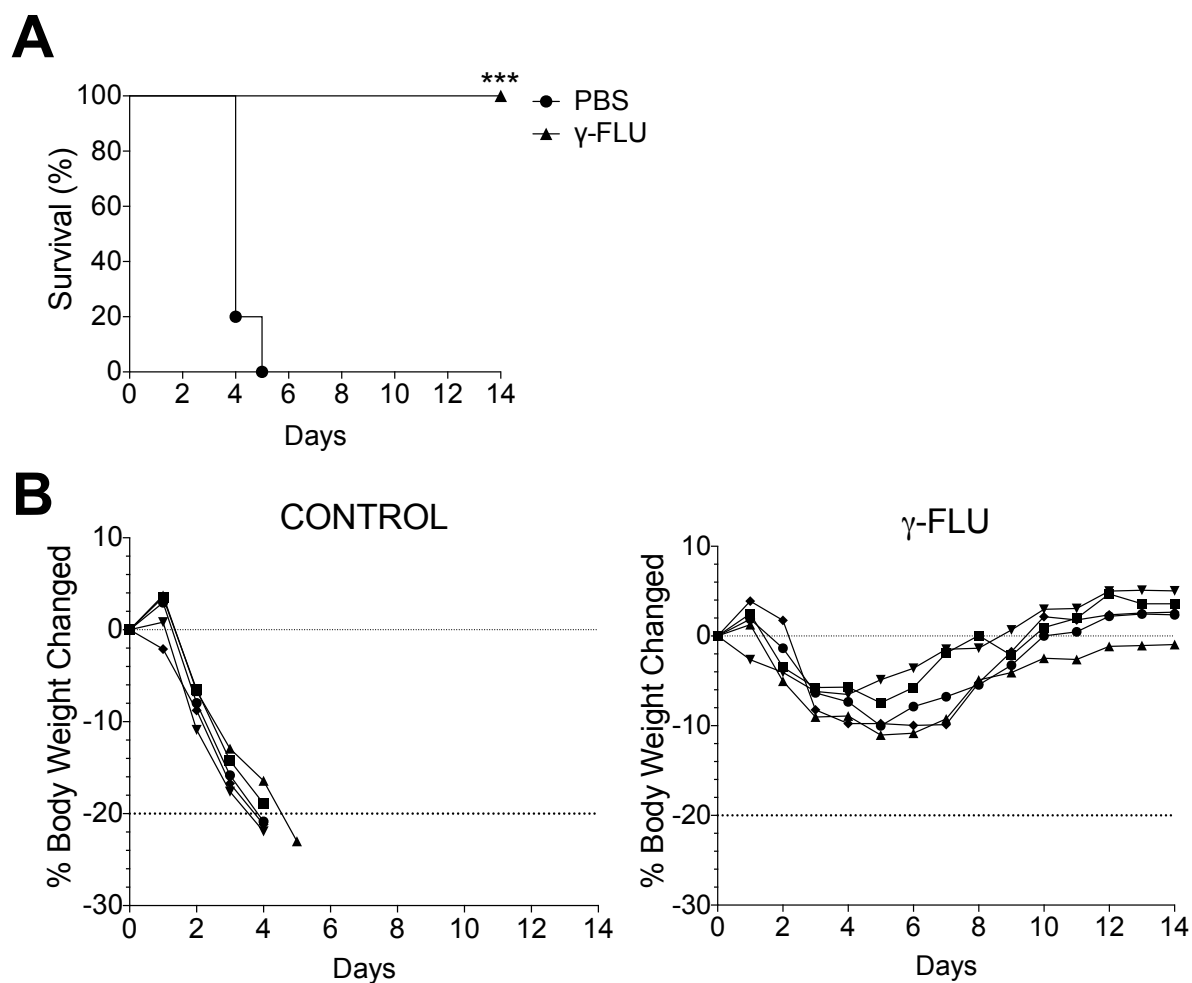 A
Survival (%)
100
80
60
40
20
0
***
PBS
γ-FLU
0 2 4 6 8 10 12 14
Days
B
CONTROL
% Body Weight Changed
10
0
-10
-20
-30
0 2 4 6 8 10 12 14
Days
γ-FLU
% Body Weight Changed
10
0
-10
-20
-30
0 2 4 6 8 10 12 14
Days